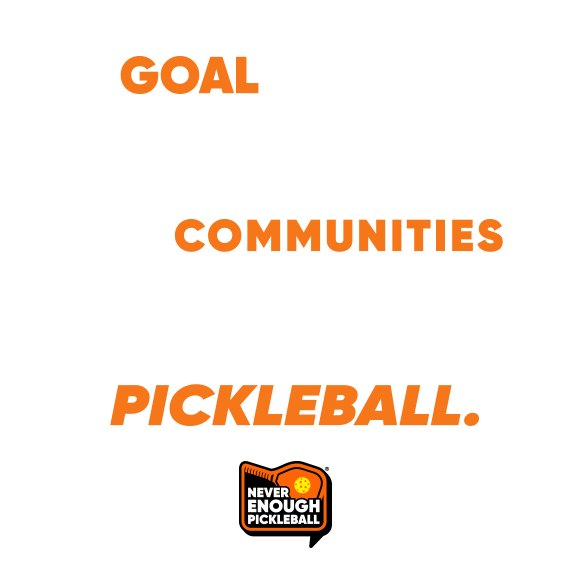 GOAL
COMMUNITIES
PICKLEBALL.
NEVER
ENOUGH
PICKLEBALL
®